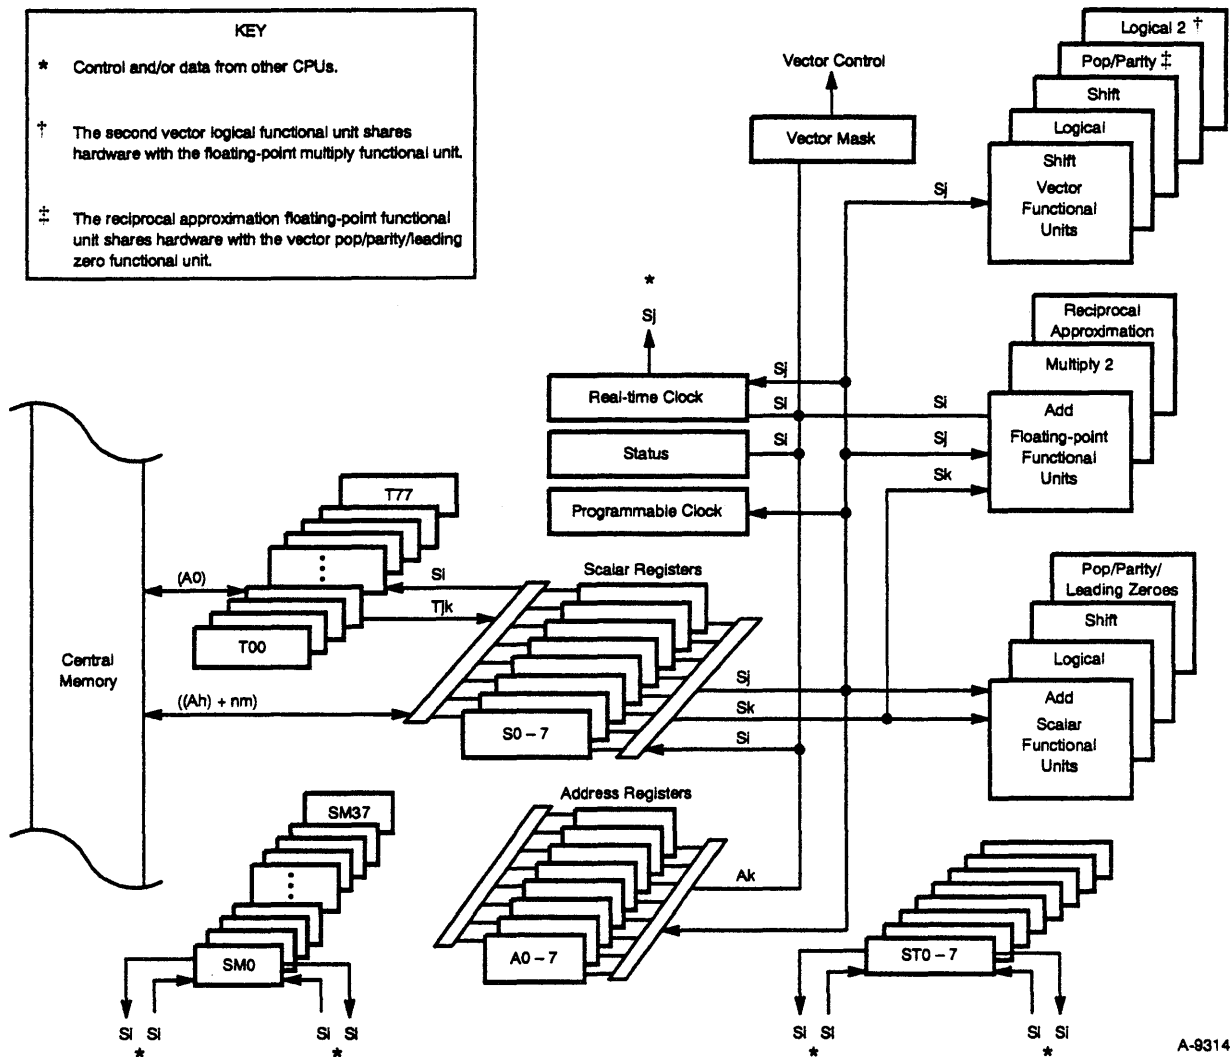 KEY
* Control and/or data from other CPUs.
† The second vector logical functional unit shares
hardware with the floating-point multiply functional unit.
‡ The reciprocal approximation floating-point functional
unit shares hardware with the vector pop/parity/leading
zero functional unit.
Vector Control
Vector Mask
Logical 2 †
Pop/Parity ‡
Shift
Logical
Shift
Vector
Functional
Units
Sj
*
Sj
Real-time Clock
Sj
Si
Status
Si
Programmable Clock
Reciprocal
Approximation
Multiply 2
Add
Floating-point
Functional
Units
Si
Sj
Sk
Central
Memory
(A0)
T77
T00
Si
Tjk
((Ah) + nm)
Scalar Registers
S0 – 7
Sj
Sk
Si
Pop/Parity/
Leading Zeroes
Shift
Logical
Add
Scalar
Functional
Units
Address Registers
A0 – 7
Ak
SM37
SM0
Si Si
*
Si Si
*
ST0 – 7
Si Si
*
Si Si
*
A-9314